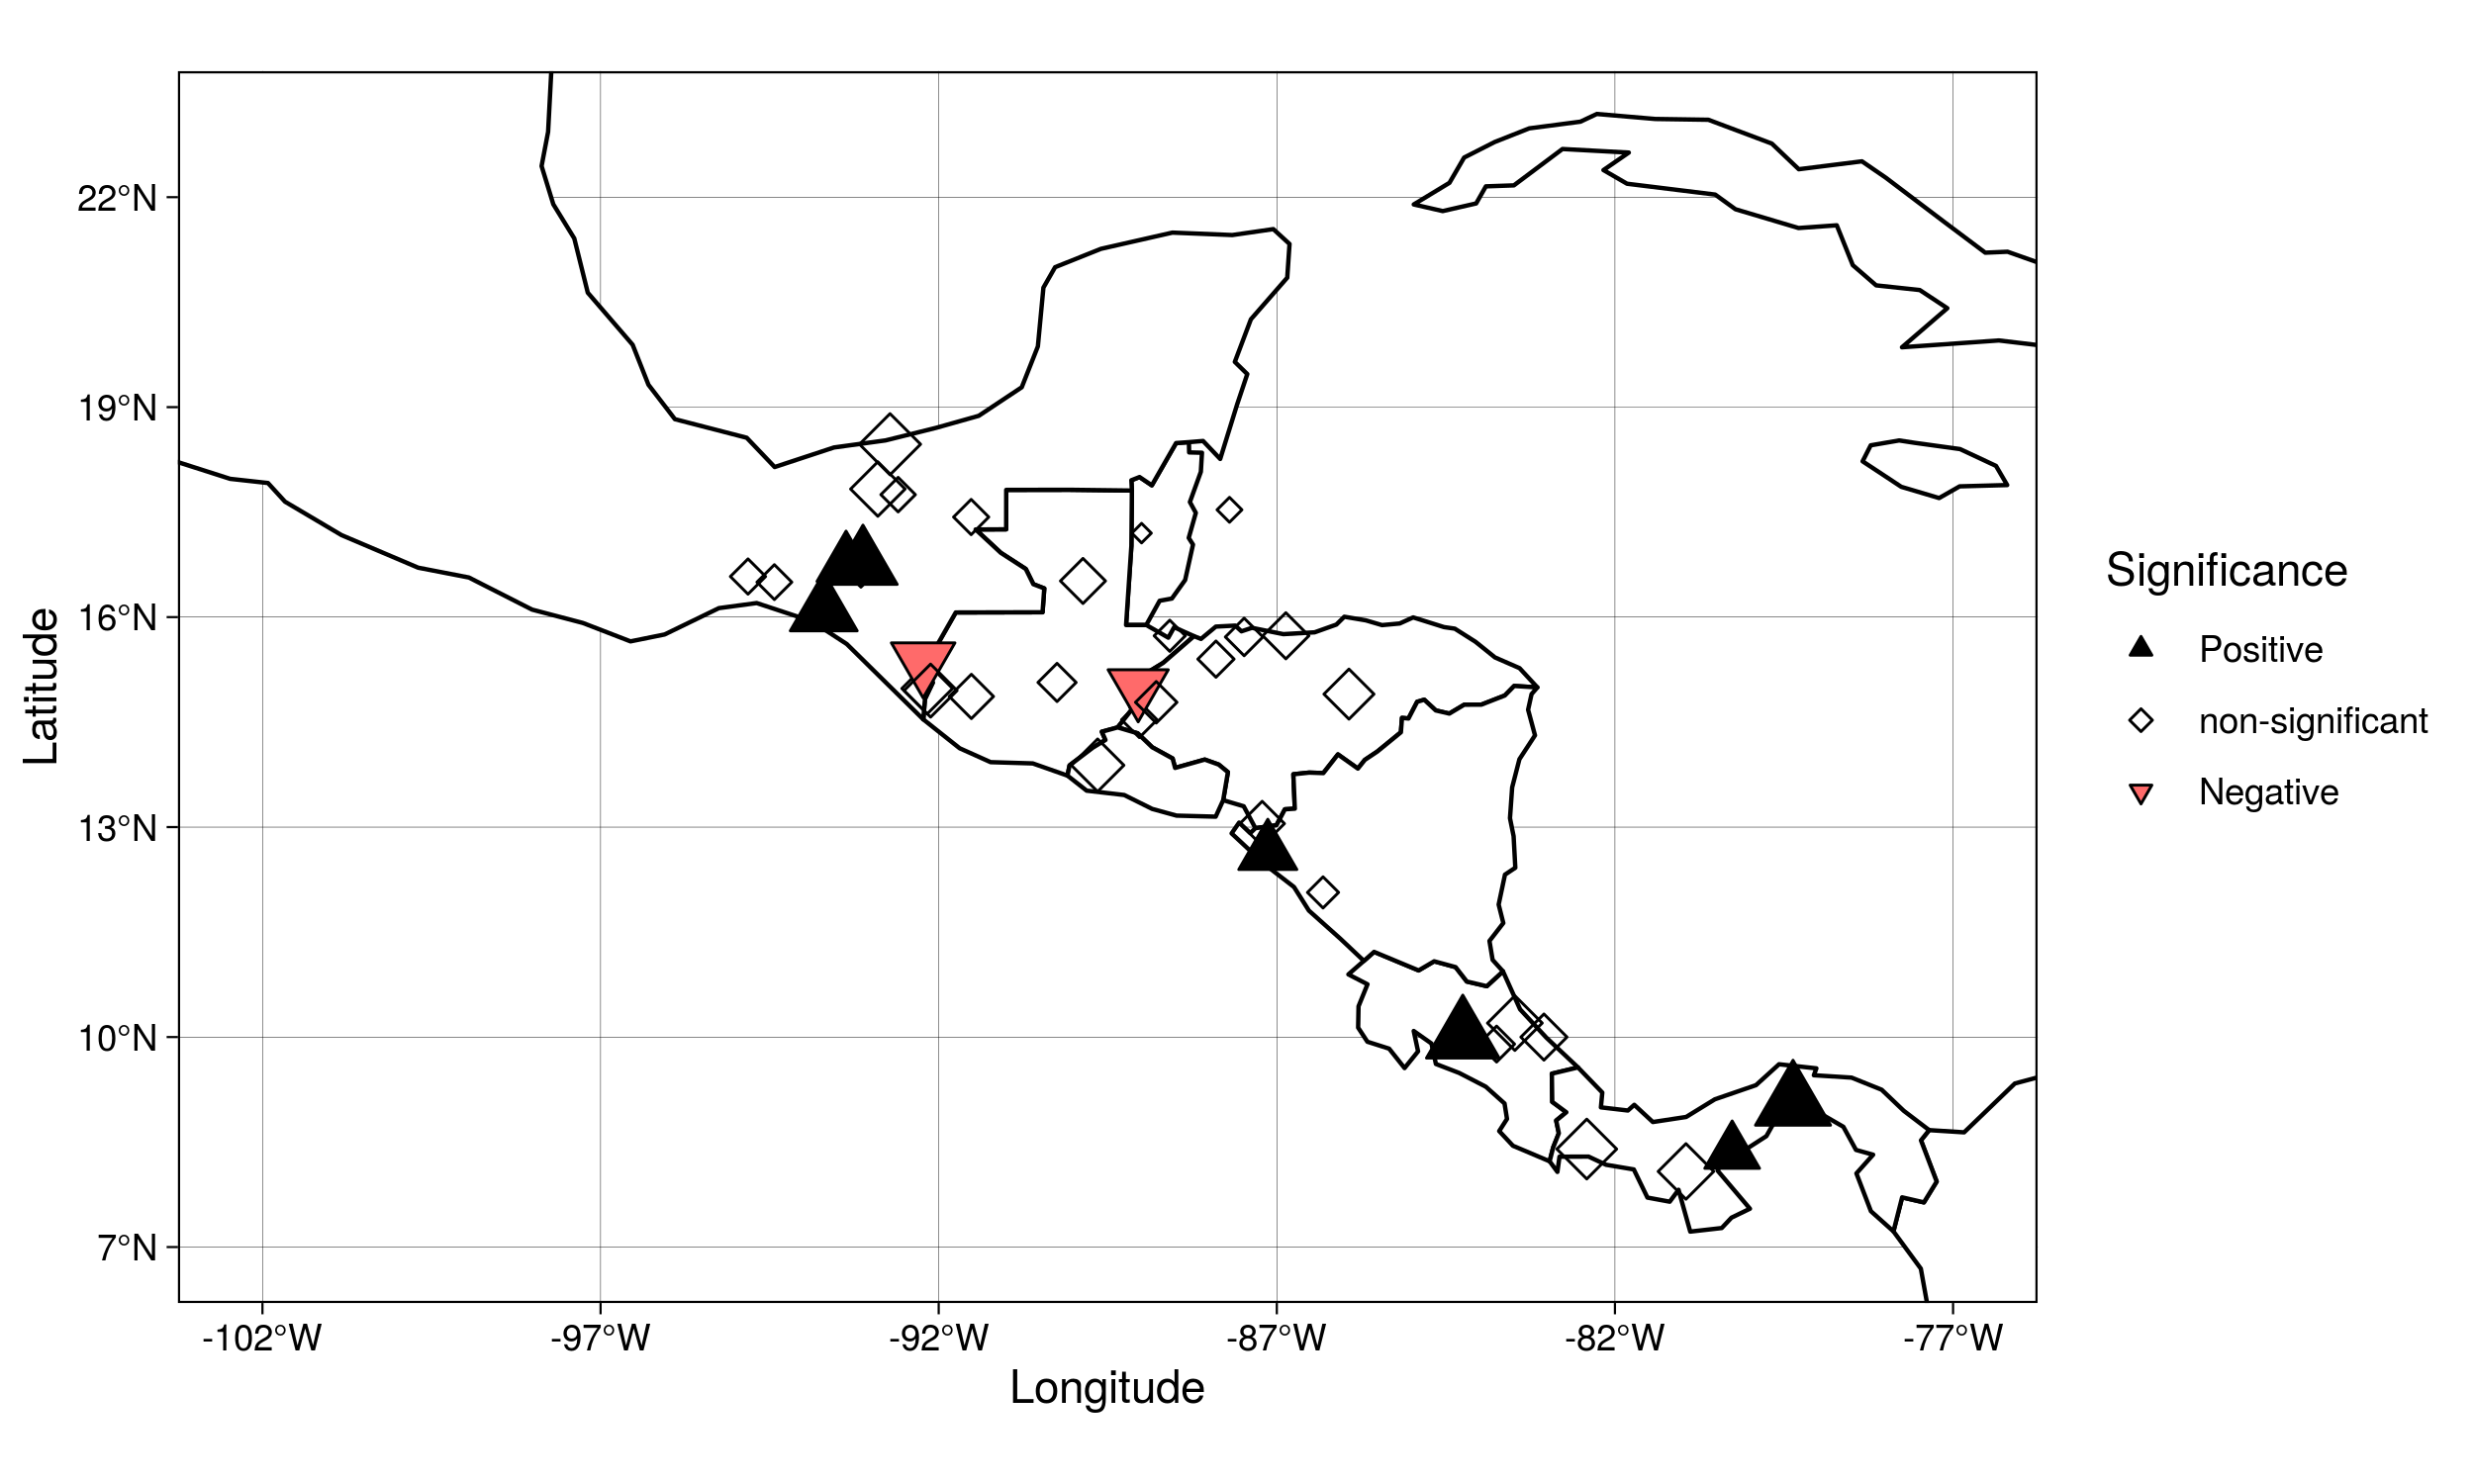 22°N
19°N
16°N
13°N
10°N
7°N
Latitude
-102°W
-97°W
-92°W
-87°W
-82°W
-77°W
Longitude
Significance
Positive
non-significant
Negative